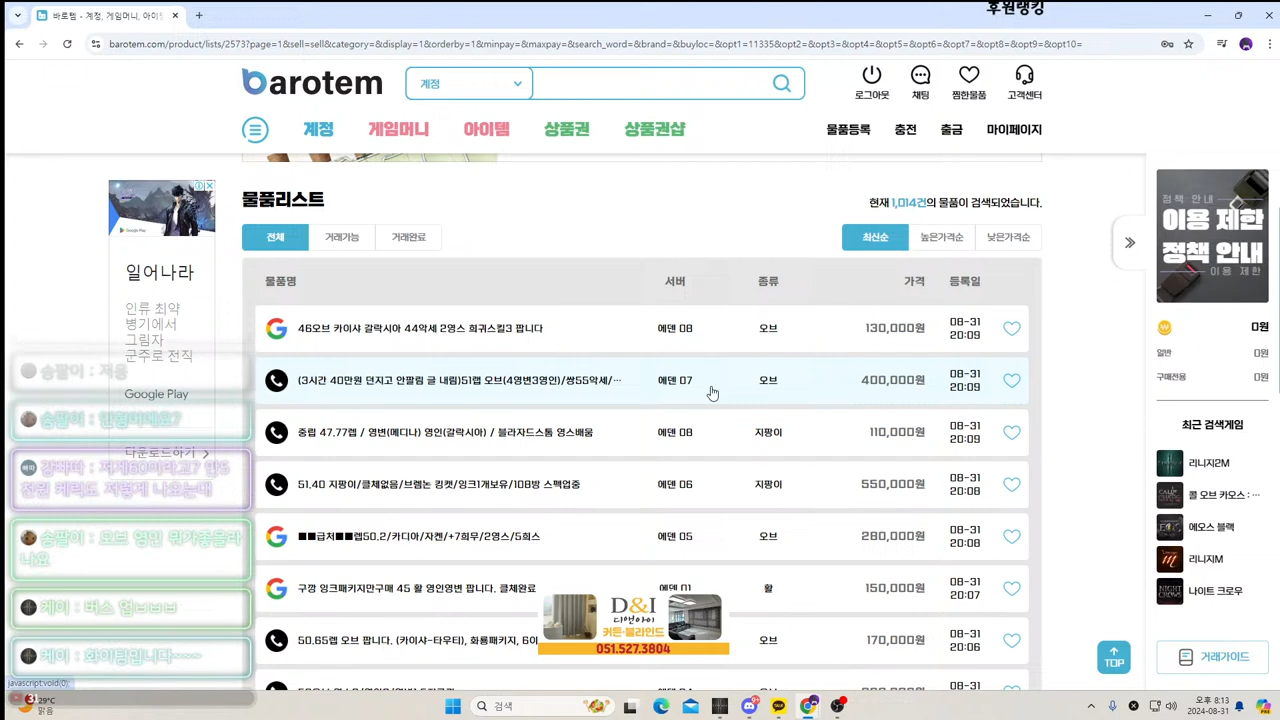 후원랭킹
바로템 - 계정, 게임머니, 아이템
barotem.com/product/lists/2573?page=1&sell=sell&category=&display=1&orderby=1&minpay=&maxpay=&search_word=&brand=&buyloc=&opt1=11335&opt2=&opt3=&opt4=&opt5=&opt6=&opt7=&opt8=&opt9=&opt10=
barotem
계정
로그아웃 채팅 찜한물품 고객센터
계정 게임머니 아이템 상품권 상품권샵
물품등록 충전 출금 마이페이지
물품리스트
현재 1,014건의 물품이 검색되었습니다.
전체 거래가능 거래완료
최신순 높은가격순 낮은가격순
물품명 서버 종류 가격 등록일
46오브 카이샤 갈락시아 44악세 2영스 희귀스킬3 팝니다 에덴 08 오브 130,000원 08-31 20:09
(3시간 40만원 던지고 안팔림 글 내림)51랩 오브(4영변3영인)/쌍55악세/··· 에덴 07 오브 400,000원 08-31 20:09
중립 47.77렙 / 영변(메디나) 영인(갈락시아) / 블라자드스톰 영스배움 에덴 08 지팡이 110,000원 08-31 20:09
51.40 지팡이/클체없음/브렘논 킹캣/잉크1개보유/108방 스펙업중 에덴 06 지팡이 550,000원 08-31 20:08
■■급처■■렙50.2/카디아/자켄/+7희무/2영스/5희스 에덴 05 오브 280,000원 08-31 20:08
구깡 잉크패키지만구매 45 활 영인영변 팝니다. 클체완료 에덴 01 활 150,000원 08-31 20:07
50.65렙 오브 팝니다. (카이샤-타우티), 화룡패키지, 6이 오브 170,000원 08-31 20:06
일어나라
인류 최약
병기에서
그림자
군주로 전직
Google Play
다운로드하기
송팔이 : 재용
송팔이 : 민형이에요?
송팔이 : 오브 영인 뭐가좋을라
나요
케이 : 버스 업ㅂㅂㅂ
케이 : 화이팅입니다~~~
D&I
디앤아이
커튼·블라인드
051.527.3804
정책 안내
이용 제한
정책 안내
이용 제한
0원
일반 0원
구매전용 0원
최근 검색게임
리니지2M
콜 오브 카오스 : ···
에오스 블랙
리니지M
나이트 크로우
TOP
거래가이드
javascript:void(0);
29°C
맑음
검색
오후 8:13
2024-08-31